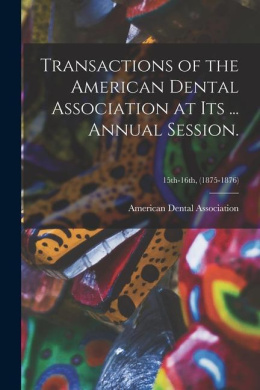 Transactions of the
American Dental
Association at Its ...
Annual Session.
15th-16th, (1875-1876)
American Dental Association